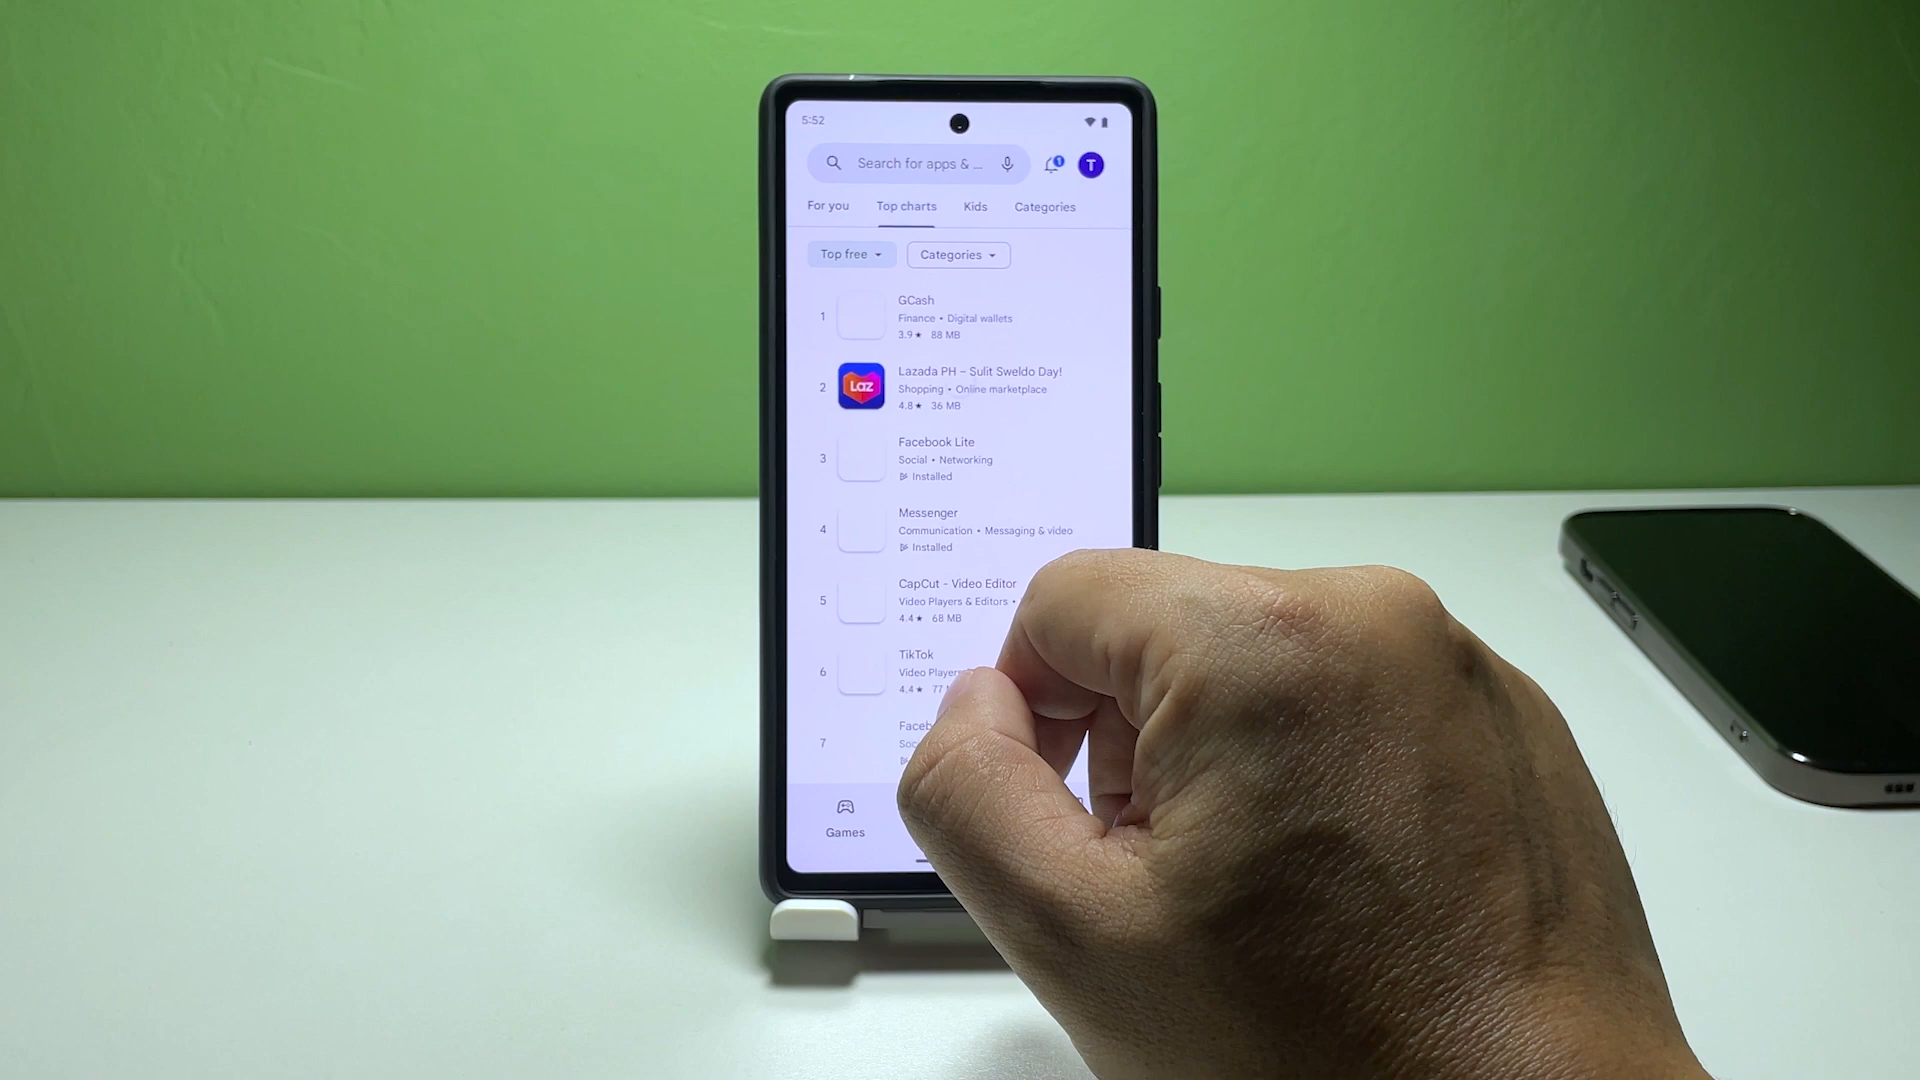 5:52
Search for apps & ...
1
T
For you Top charts Kids Categories
Top free Categories
1
GCash
Finance • Digital wallets
3.9★ 88 MB
2
Laz
Lazada PH – Sulit Sweldo Day!
Shopping • Online marketplace
4.8★ 36 MB
3
Facebook Lite
Social • Networking
Installed
4
Messenger
Communication • Messaging & video
Installed
5
CapCut - Video Editor
Video Players & Editors •
4.4★ 68 MB
6
TikTok
Video Players
4.4★ 77
7
Games